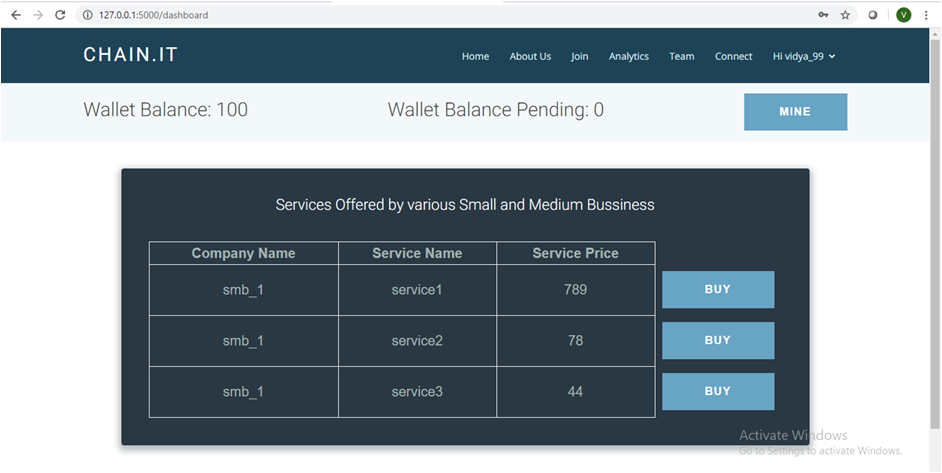 127.0.0.1:5000/dashboard
V
CHAIN.IT Home About Us Join Analytics Team Connect Hi vidya_99
Wallet Balance: 100 Wallet Balance Pending: 0 MINE
Services Offered by various Small and Medium Bussiness
Company Name Service Name Service Price
smb_1 service1 789 BUY
smb_1 service2 78 BUY
smb_1 service3 44 BUY
Activate Windows
Go to Settings to activate Windows.